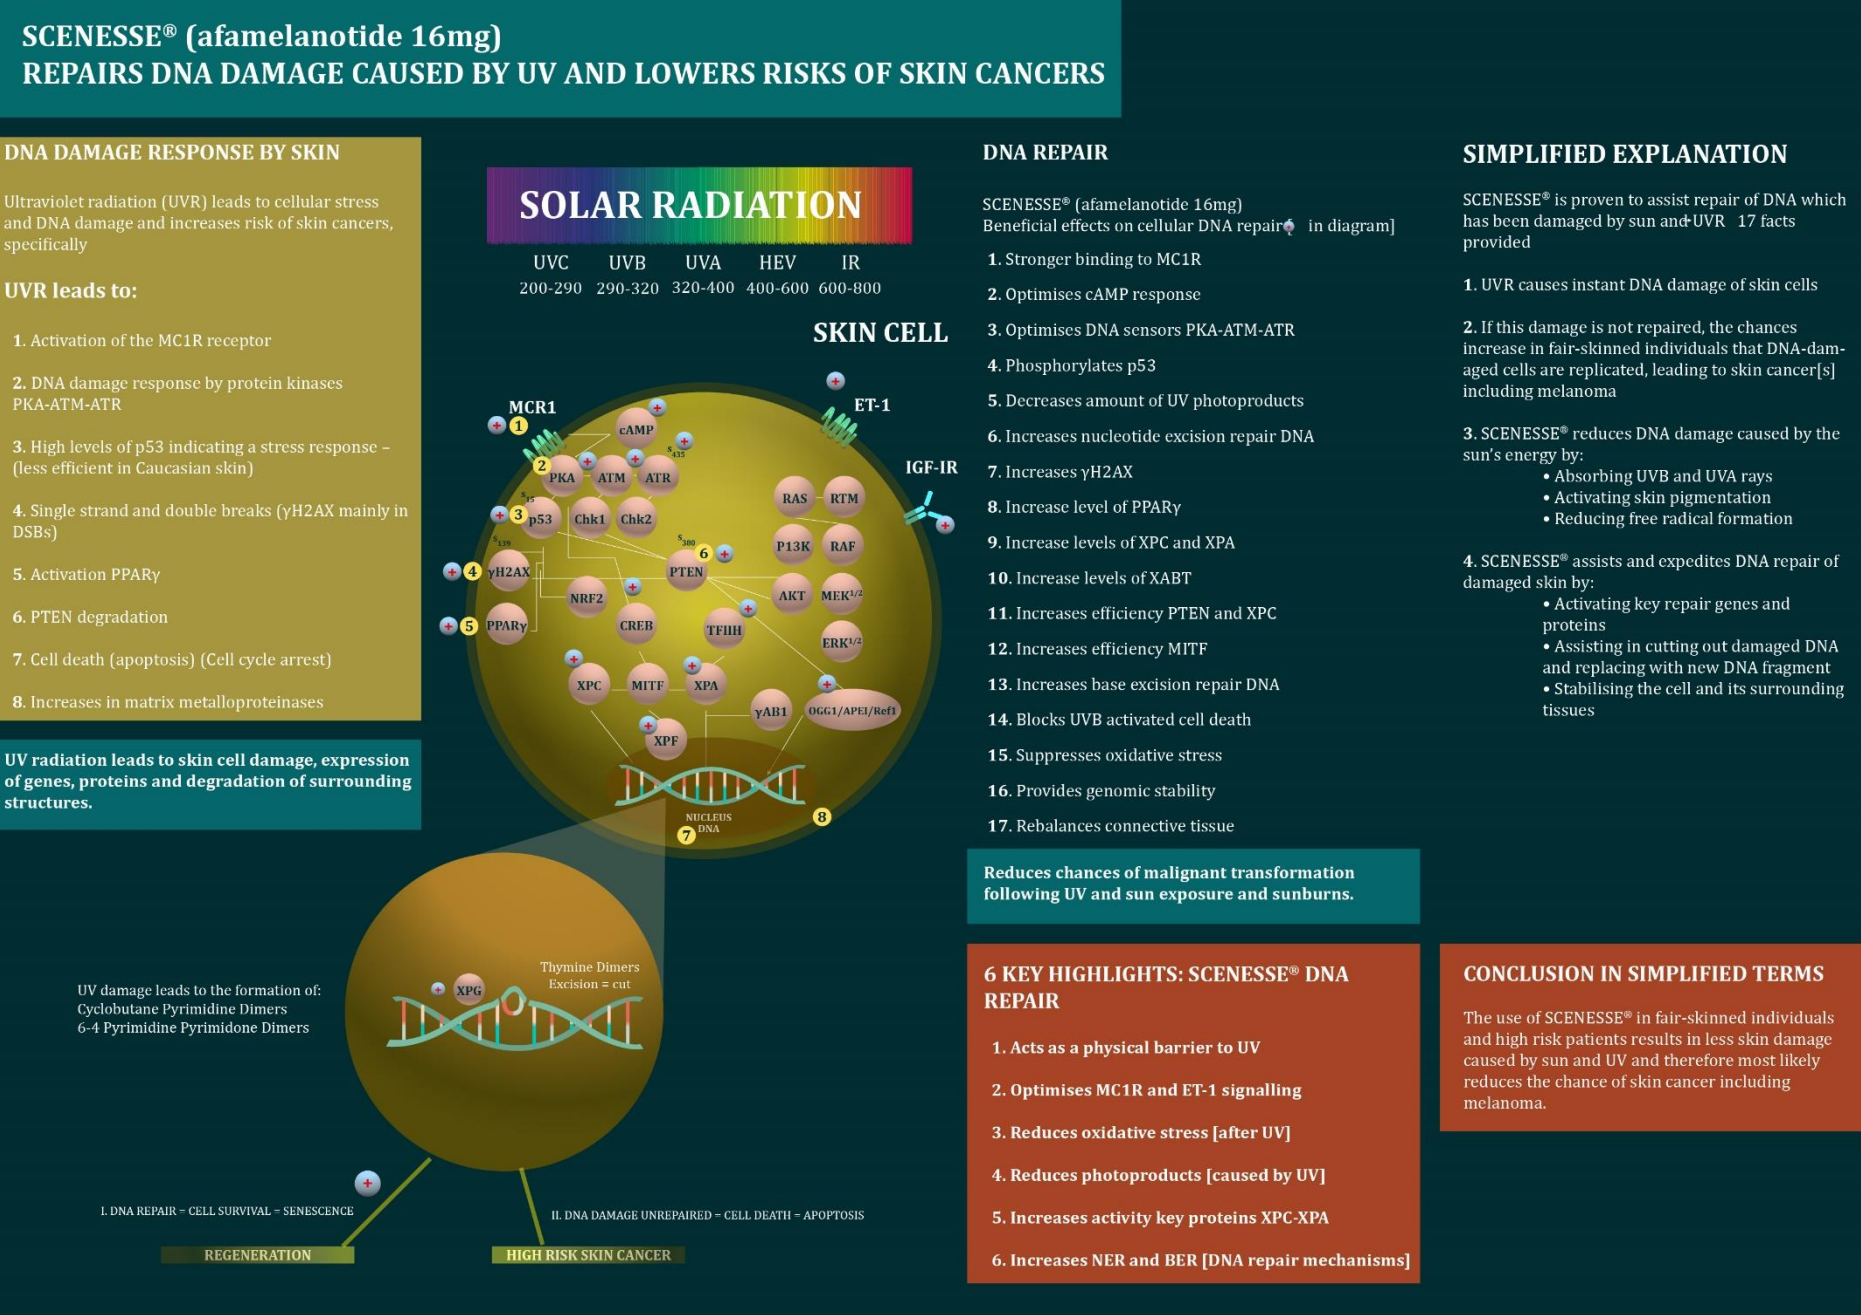 SCENESSE® (afamelanotide 16mg)
REPAIRS DNA DAMAGE CAUSED BY UV AND LOWERS RISKS OF SKIN CANCERS
DNA DAMAGE RESPONSE BY SKIN
Ultraviolet radiation (UVR) leads to cellular stress
and DNA damage and increases risk of skin cancers,
specifically
UVR leads to:
1. Activation of the MC1R receptor
2. DNA damage response by protein kinases
PKA-ATM-ATR
3. High levels of p53 indicating a stress response –
(less efficient in Caucasian skin)
4. Single strand and double breaks (γH2AX mainly in
DSBs)
5. Activation PPARγ
6. PTEN degradation
7. Cell death (apoptosis) (Cell cycle arrest)
8. Increases in matrix metalloproteinases
UV radiation leads to skin cell damage, expression
of genes, proteins and degradation of surrounding
structures.
SOLAR RADIATION
UVC UVB UVA HEV IR
200-290 290-320 320-400 400-600 600-800
SKIN CELL
MCR1
ET-1
IGF-IR
1
cAMP
S435
2
PKA
ATM
ATR
RAS
RTM
S15
3
p53
Chk1
Chk2
S139
S380
6
P13K
RAF
4
γH2AX
PTEN
NRF2
AKT
MEK1/2
5
PPARγ
CREB
TFIIH
ERK1/2
XPC
MITF
XPA
γAB1
OGG1/APEI/Ref1
XPF
NUCLEUS
DNA
7
8
UV damage leads to the formation of:
Cyclobutane Pyrimidine Dimers
6-4 Pyrimidine Pyrimidone Dimers
XPG
Thymine Dimers
Excision = cut
I. DNA REPAIR = CELL SURVIVAL = SENESCENCE
REGENERATION
II. DNA DAMAGE UNREPAIRED = CELL DEATH = APOPTOSIS
HIGH RISK SKIN CANCER
DNA REPAIR
SCENESSE® (afamelanotide 16mg)
Beneficial effects on cellular DNA repair in diagram]
1. Stronger binding to MC1R
2. Optimises cAMP response
3. Optimises DNA sensors PKA-ATM-ATR
4. Phosphorylates p53
5. Decreases amount of UV photoproducts
6. Increases nucleotide excision repair DNA
7. Increases γH2AX
8. Increase level of PPARγ
9. Increase levels of XPC and XPA
10. Increase levels of XABT
11. Increases efficiency PTEN and XPC
12. Increases efficiency MITF
13. Increases base excision repair DNA
14. Blocks UVB activated cell death
15. Suppresses oxidative stress
16. Provides genomic stability
17. Rebalances connective tissue
Reduces chances of malignant transformation
following UV and sun exposure and sunburns.
6 KEY HIGHLIGHTS: SCENESSE® DNA
REPAIR
1. Acts as a physical barrier to UV
2. Optimises MC1R and ET-1 signalling
3. Reduces oxidative stress [after UV]
4. Reduces photoproducts [caused by UV]
5. Increases activity key proteins XPC-XPA
6. Increases NER and BER [DNA repair mechanisms]
SIMPLIFIED EXPLANATION
SCENESSE® is proven to assist repair of DNA which
has been damaged by sun and UVR 17 facts
provided
1. UVR causes instant DNA damage of skin cells
2. If this damage is not repaired, the chances
increase in fair-skinned individuals that DNA-dam-
aged cells are replicated, leading to skin cancer[s]
including melanoma
3. SCENESSE® reduces DNA damage caused by the
sun's energy by:
• Absorbing UVB and UVA rays
• Activating skin pigmentation
• Reducing free radical formation
4. SCENESSE® assists and expedites DNA repair of
damaged skin by:
• Activating key repair genes and
proteins
• Assisting in cutting out damaged DNA
and replacing with new DNA fragment
• Stabilising the cell and its surrounding
tissues
CONCLUSION IN SIMPLIFIED TERMS
The use of SCENESSE® in fair-skinned individuals
and high risk patients results in less skin damage
caused by sun and UV and therefore most likely
reduces the chance of skin cancer including
melanoma.